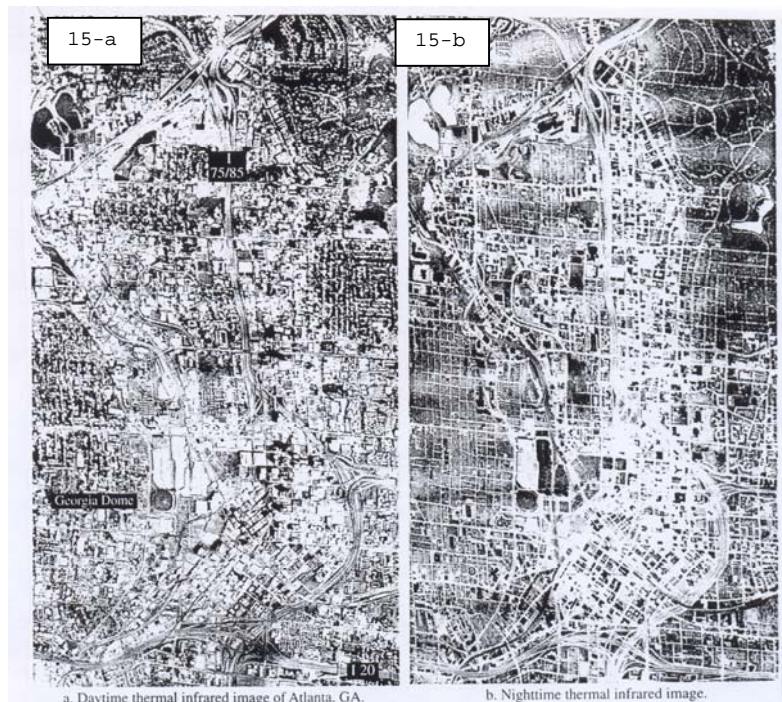 15-a
15-b
I
75/85
Georgia Dome
I 20
a. Daytime thermal infrared image of Atlanta, GA.
b. Nighttime thermal infrared image.